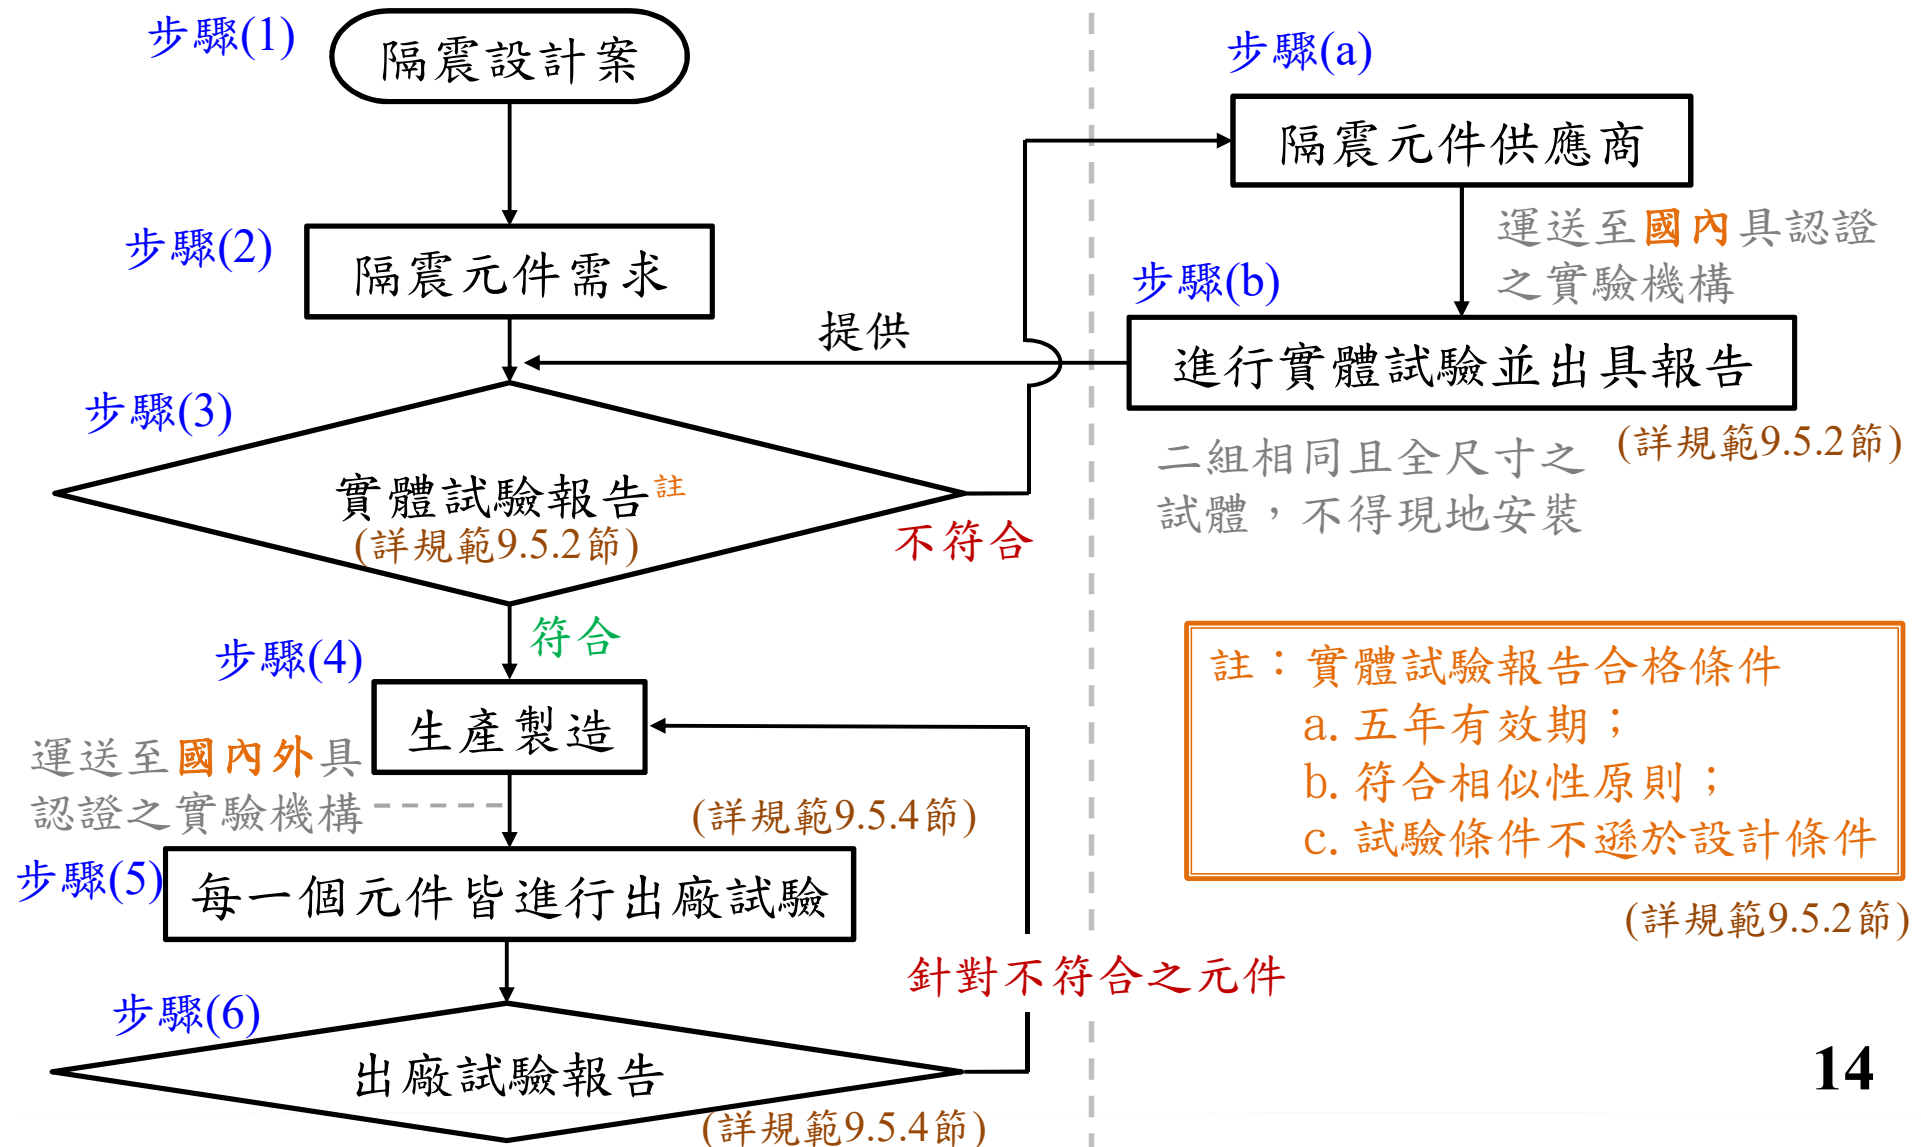 步驟(1)
隔震設計案
步驟(2)
隔震元件需求
步驟(3)
實體試驗報告註
(詳規範9.5.2節)
不符合
符合
步驟(4)
生產製造
運送至國內外具
認證之實驗機構
(詳規範9.5.4節)
步驟(5)
每一個元件皆進行出廠試驗
針對不符合之元件
步驟(6)
出廠試驗報告
(詳規範9.5.4節)
步驟(a)
隔震元件供應商
運送至國內具認證
之實驗機構
步驟(b)
提供
進行實體試驗並出具報告
(詳規範9.5.2節)
二組相同且全尺寸之
試體，不得現地安裝
註：實體試驗報告合格條件
a. 五年有效期；
b. 符合相似性原則；
c. 試驗條件不遜於設計條件
(詳規範9.5.2節)
14